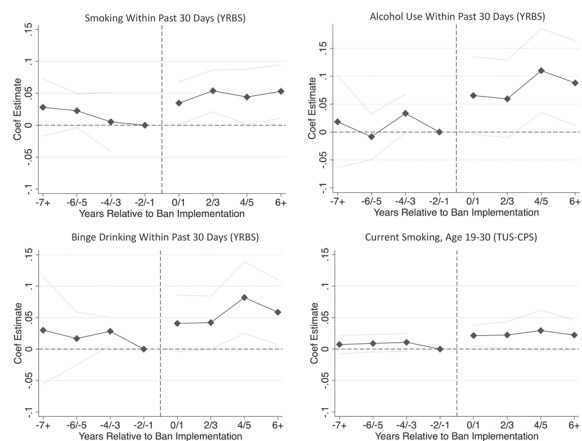 Smoking Within Past 30 Days (YRBS)
Coef Estimate
.15
.1
.05
0
-.05
-.1
-7+ -6/-5 -4/-3 -2/-1 0/1 2/3 4/5 6+
Years Relative to Ban Implementation
Alcohol Use Within Past 30 Days (YRBS)
Coef Estimate
.15
.1
.05
0
-.05
-.1
-7+ -6/-5 -4/-3 -2/-1 0/1 2/3 4/5 6+
Years Relative to Ban Implementation
Binge Drinking Within Past 30 Days (YRBS)
Coef Estimate
.15
.1
.05
0
-.05
-.1
-7+ -6/-5 -4/-3 -2/-1 0/1 2/3 4/5 6+
Years Relative to Ban Implementation
Current Smoking, Age 19-30 (TUS-CPS)
Coef Estimate
.15
.1
.05
0
-.05
-.1
-7+ -6/-5 -4/-3 -2/-1 0/1 2/3 4/5 6+
Years Relative to Ban Implementation